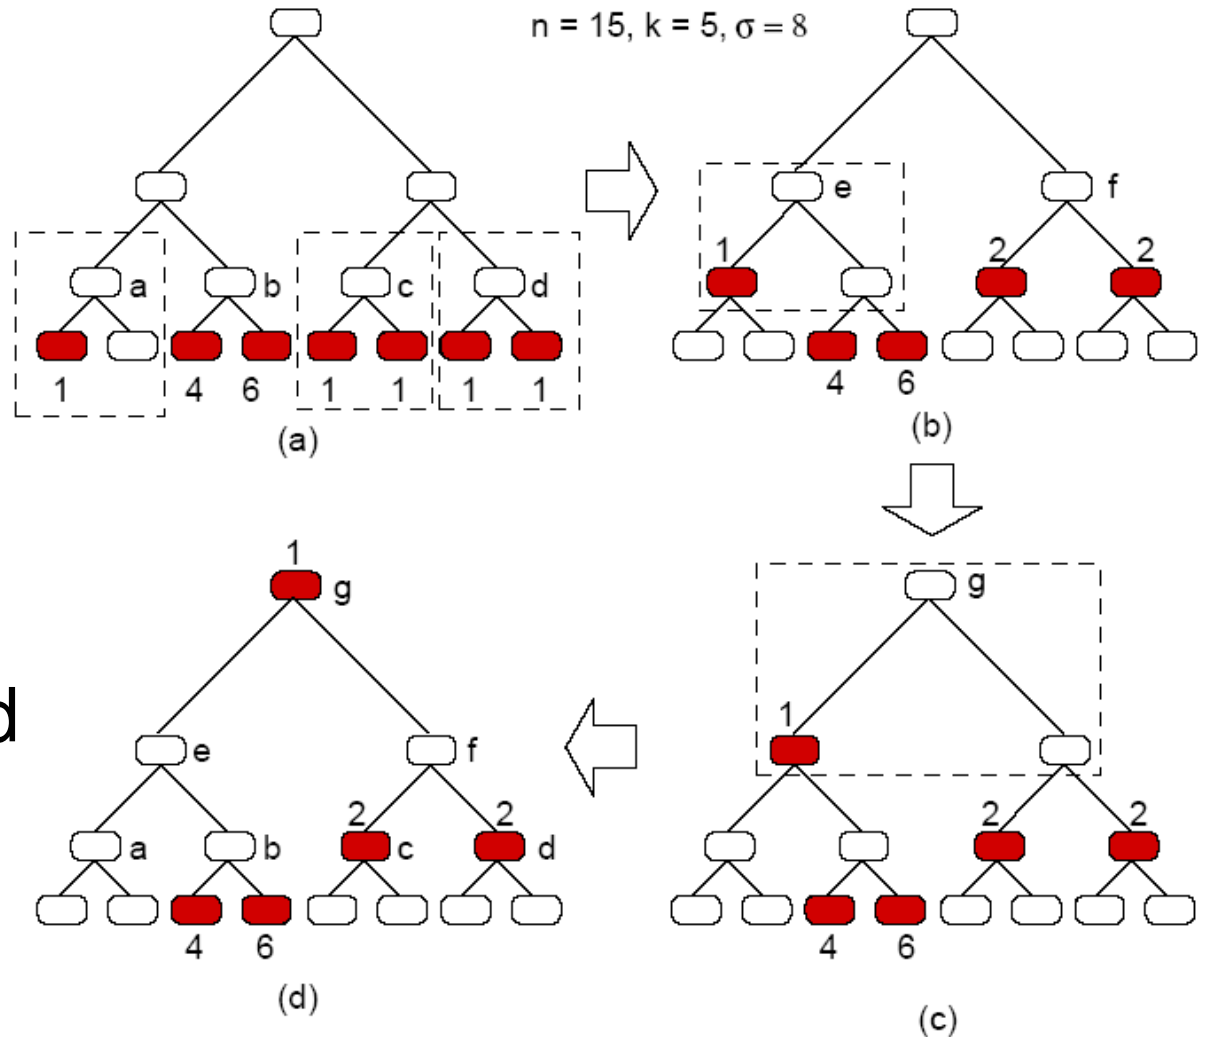 n = 15, k = 5, σ = 8
a b c d
1 4 6 1 1 1 1
(a)
e f
1 2 2
4 6
(b)
1
g
d
e f
2 2
a b c d
4 6
(d)
g
1
2 2
4 6
(c)